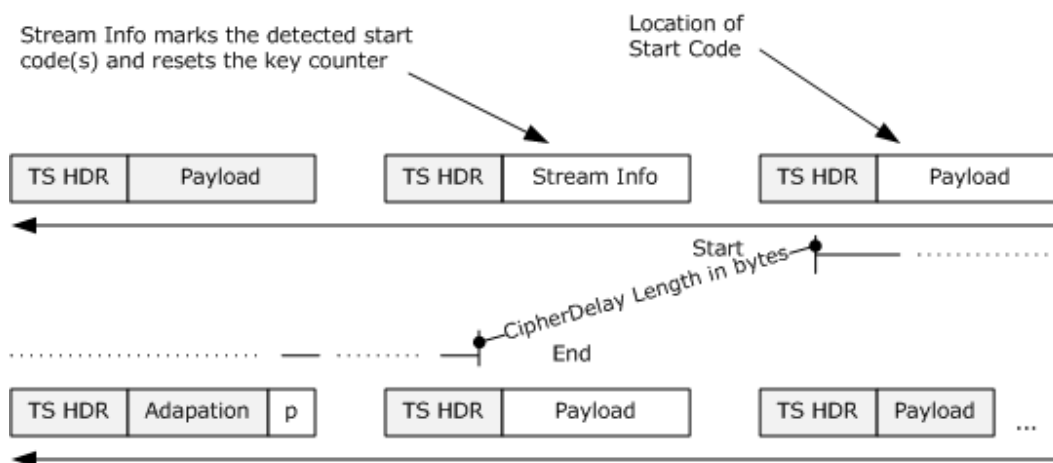 Stream Info marks the detected start
code(s) and resets the key counter
Location of
Start Code
TS HDR Payload TS HDR Stream Info TS HDR Payload
Start
CipherDelay Length in bytes
End
TS HDR Adapation p TS HDR Payload TS HDR Payload ...